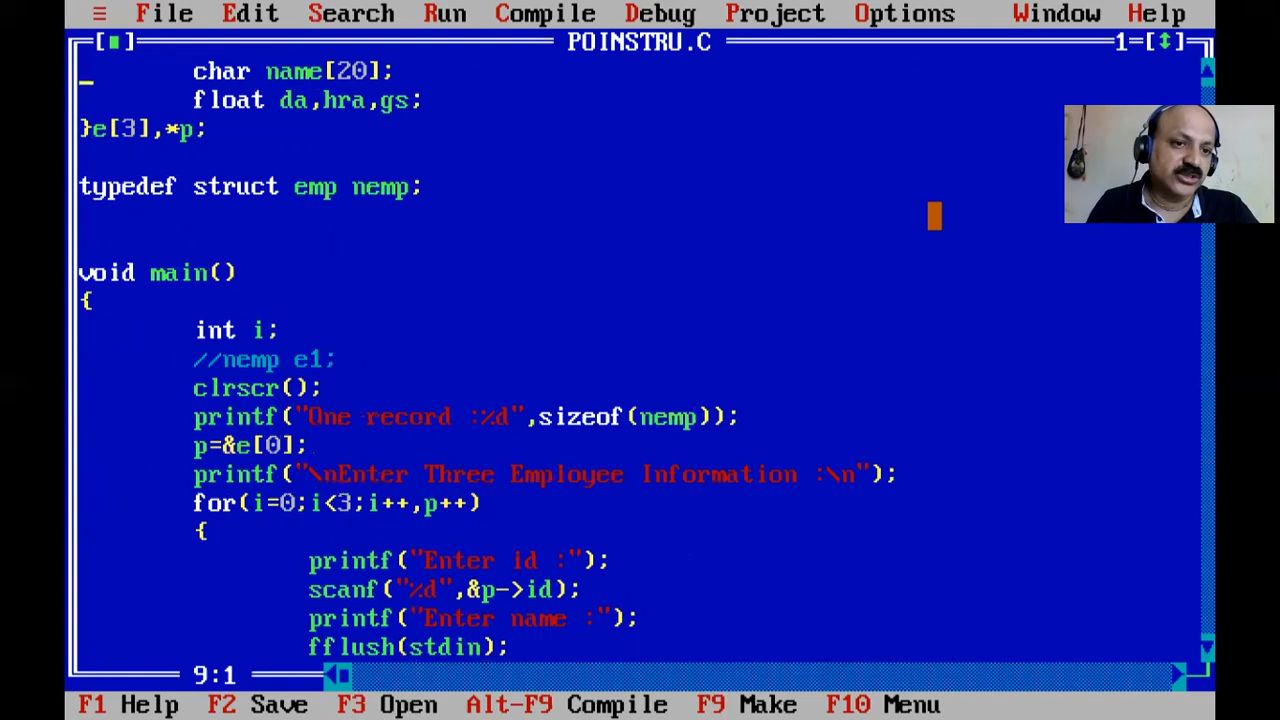 ≡ File Edit Search Run Compile Debug Project Options Window Help
[■] POINSTRU.C 1=[↕]
char name[20];
float da,hra,gs;
}e[3],*p;
typedef struct emp nemp;
void main()
{
int i;
//nemp e1;
clrscr();
printf("One record :%d",sizeof(nemp));
p=&e[0];
printf("\nEnter Three Employee Information :\n");
for(i=0;i<3;i++,p++)
{
printf("Enter id :");
scanf("%d",&p->id);
printf("Enter name :");
fflush(stdin);
9:1
F1 Help F2 Save F3 Open Alt-F9 Compile F9 Make F10 Menu